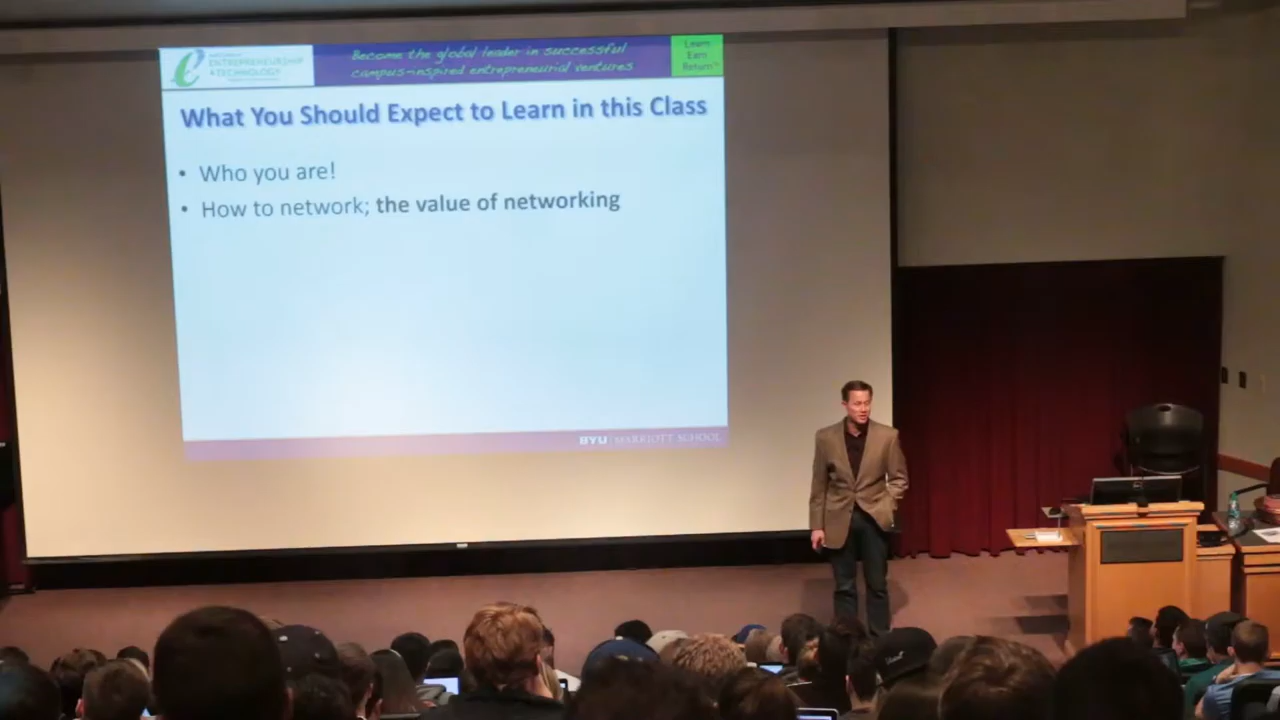 ENTREPRENEURSHIP
& TECHNOLOGY
Become the global leader in successful
campus-inspired entrepreneurial ventures
Learn
Earn
Return
What You Should Expect to Learn in this Class
• Who you are!
• How to network; the value of networking
BYU | MARRIOTT SCHOOL